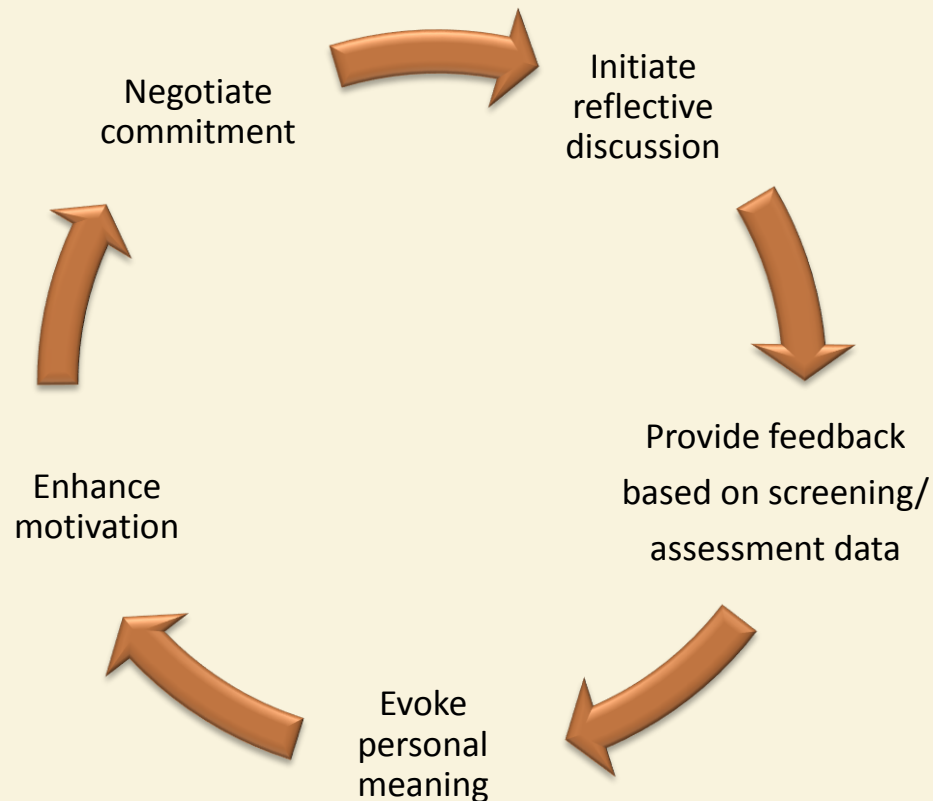 Negotiate
commitment
Initiate
reflective
discussion
Provide feedback
based on screening/
assessment data
Evoke
personal
meaning
Enhance
motivation